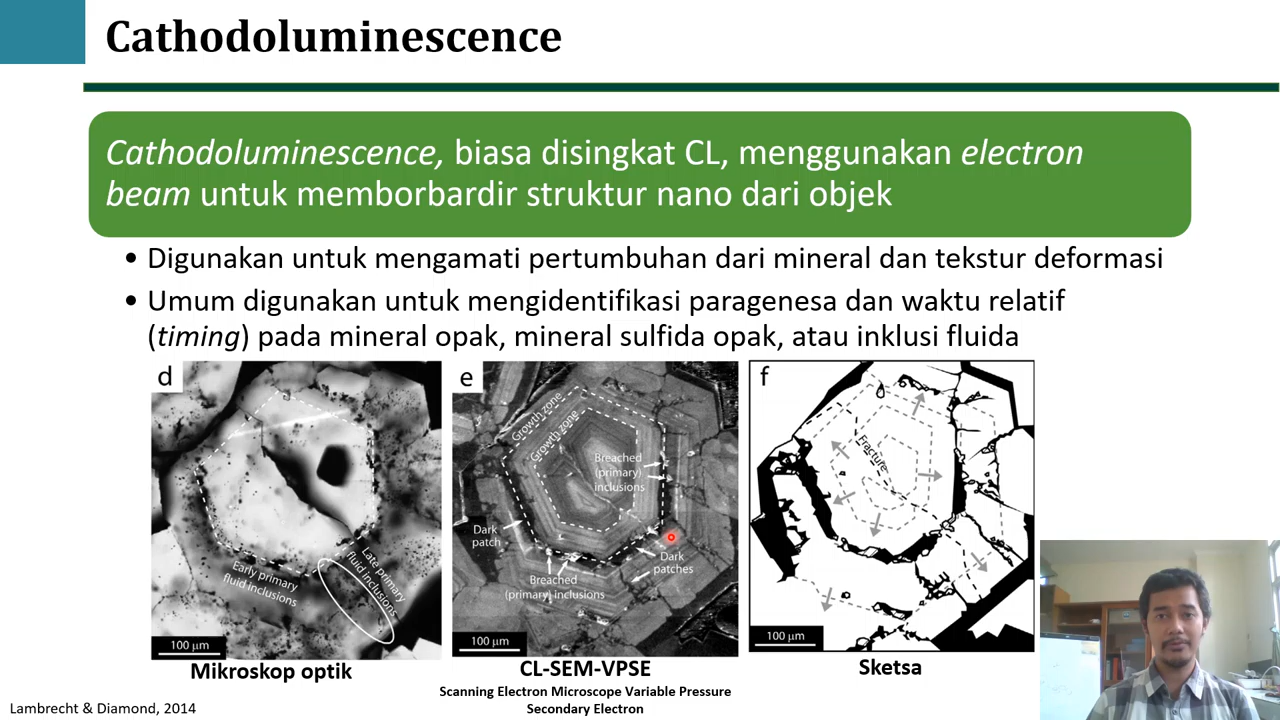 Cathodoluminescence
Cathodoluminescence, biasa disingkat CL, menggunakan electron
beam untuk memborbardir struktur nano dari objek
• Digunakan untuk mengamati pertumbuhan dari mineral dan tekstur deformasi
• Umum digunakan untuk mengidentifikasi paragenesa dan waktu relatif
(timing) pada mineral opak, mineral sulfida opak, atau inklusi fluida
d
Early primary
fluid inclusions
Late primary
fluid inclusions
100 µm
Mikroskop optik
e
Growth zone
Growth zone
Breached
(primary)
inclusions
Dark
patch
Dark
patches
Breached
(primary) inclusions
100 µm
CL-SEM-VPSE
Scanning Electron Microscope Variable Pressure
Secondary Electron
f
Fracture
100 µm
Sketsa
Lambrecht & Diamond, 2014